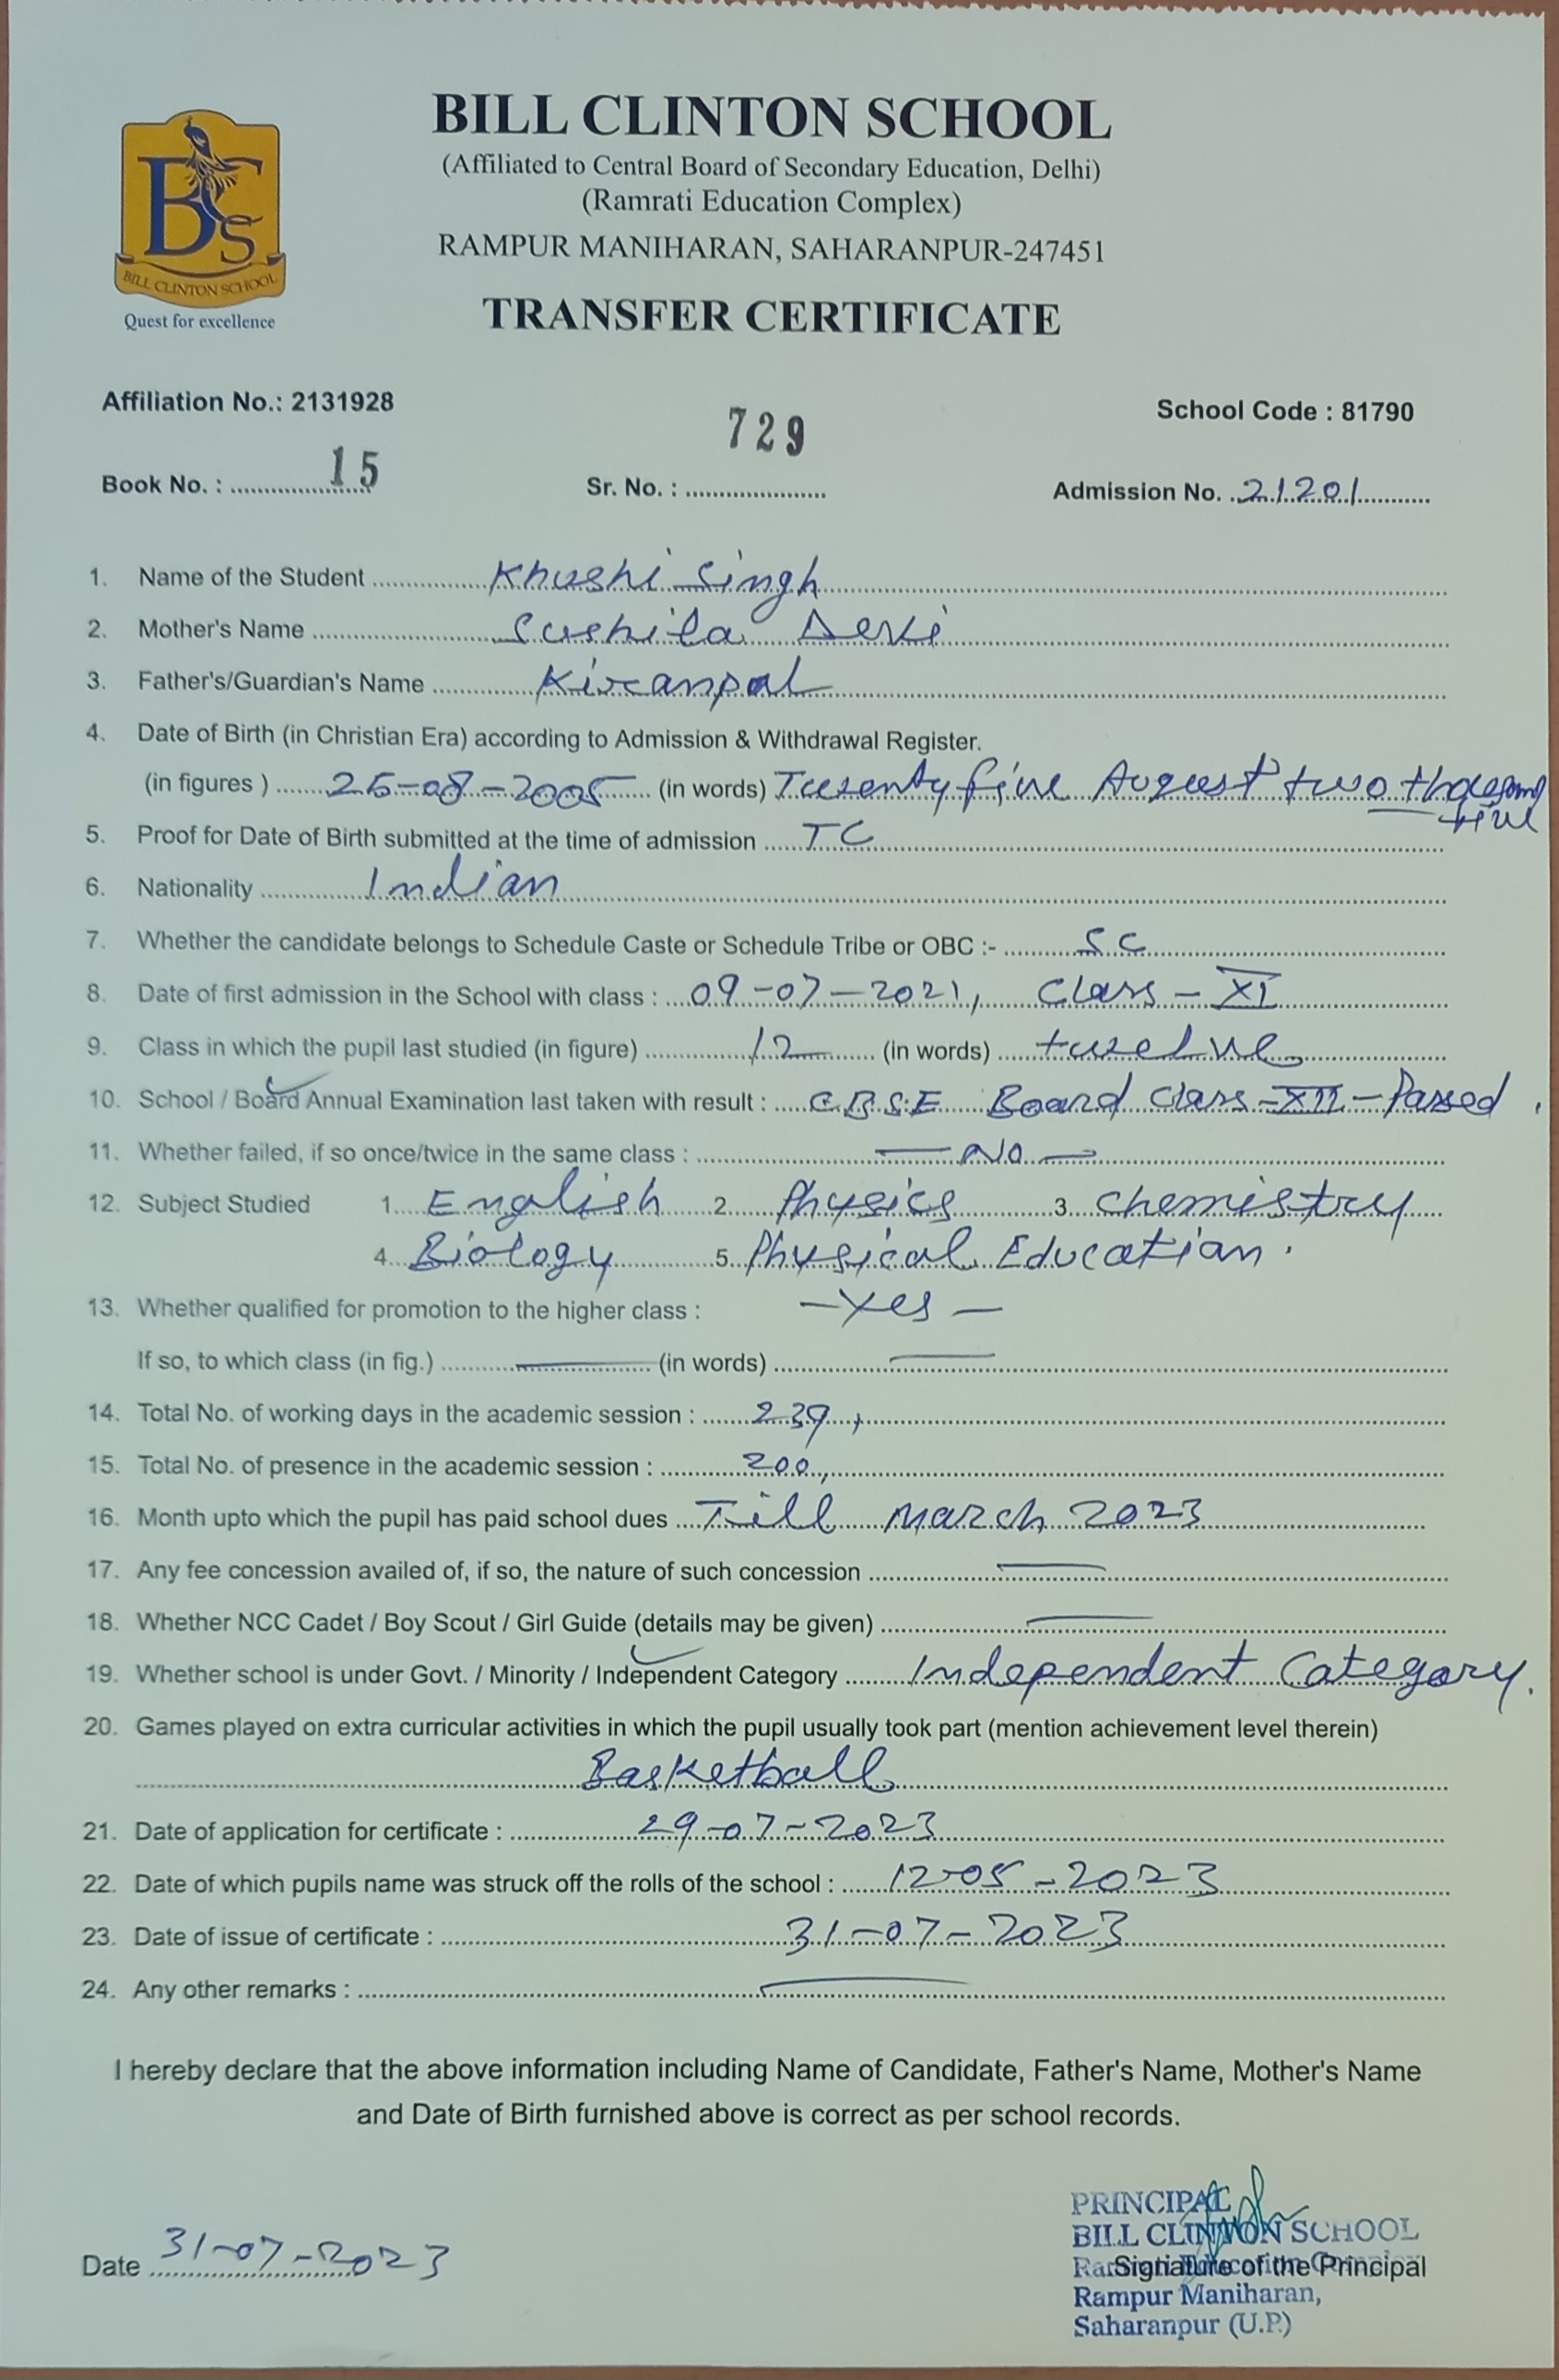 BILL CLINTON SCHOOL
(Affiliated to Central Board of Secondary Education, Delhi)
(Ramrati Education Complex)
RAMPUR MANIHARAN, SAHARANPUR-247451
TRANSFER CERTIFICATE
BCS
BILL CLINTON SCHOOL
Quest for excellence
Affiliation No.: 2131928 School Code : 81790
Book No. : 15 Sr. No. : 729 Admission No. 21201
1. Name of the Student Khushi Singh
2. Mother's Name Sushila Devi
3. Father's/Guardian's Name Kiranpal
4. Date of Birth (in Christian Era) according to Admission & Withdrawal Register.
(in figures ) 25-08-2005 (in words) Twenty five August two thousand five
5. Proof for Date of Birth submitted at the time of admission TC
6. Nationality Indian
7. Whether the candidate belongs to Schedule Caste or Schedule Tribe or OBC :- SC
8. Date of first admission in the School with class : 09-07-2021, Class - XI
9. Class in which the pupil last studied (in figure) 12 (in words) twelve
10. School / Board Annual Examination last taken with result : C.B.S.E Board Class-XII-Passed.
11. Whether failed, if so once/twice in the same class : — No —
12. Subject Studied 1. English 2. Physics 3. Chemistry
4. Biology 5. Physical Education.
13. Whether qualified for promotion to the higher class : - Yes -
If so, to which class (in fig.) — (in words) —
14. Total No. of working days in the academic session : 239,
15. Total No. of presence in the academic session : 200,
16. Month upto which the pupil has paid school dues Till March 2023
17. Any fee concession availed of, if so, the nature of such concession —
18. Whether NCC Cadet / Boy Scout / Girl Guide (details may be given) —
19. Whether school is under Govt. / Minority / Independent Category Independent Category.
20. Games played on extra curricular activities in which the pupil usually took part (mention achievement level therein)
Basketball
21. Date of application for certificate : 29-07-2023
22. Date of which pupils name was struck off the rolls of the school : 12-05-2023
23. Date of issue of certificate : 31-07-2023
24. Any other remarks : —
I hereby declare that the above information including Name of Candidate, Father's Name, Mother's Name
and Date of Birth furnished above is correct as per school records.
Date 31-07-2023
PRINCIPAL
BILL CLINTON SCHOOL
Signature of the Principal
Rampur Maniharan,
Saharanpur (U.P.)